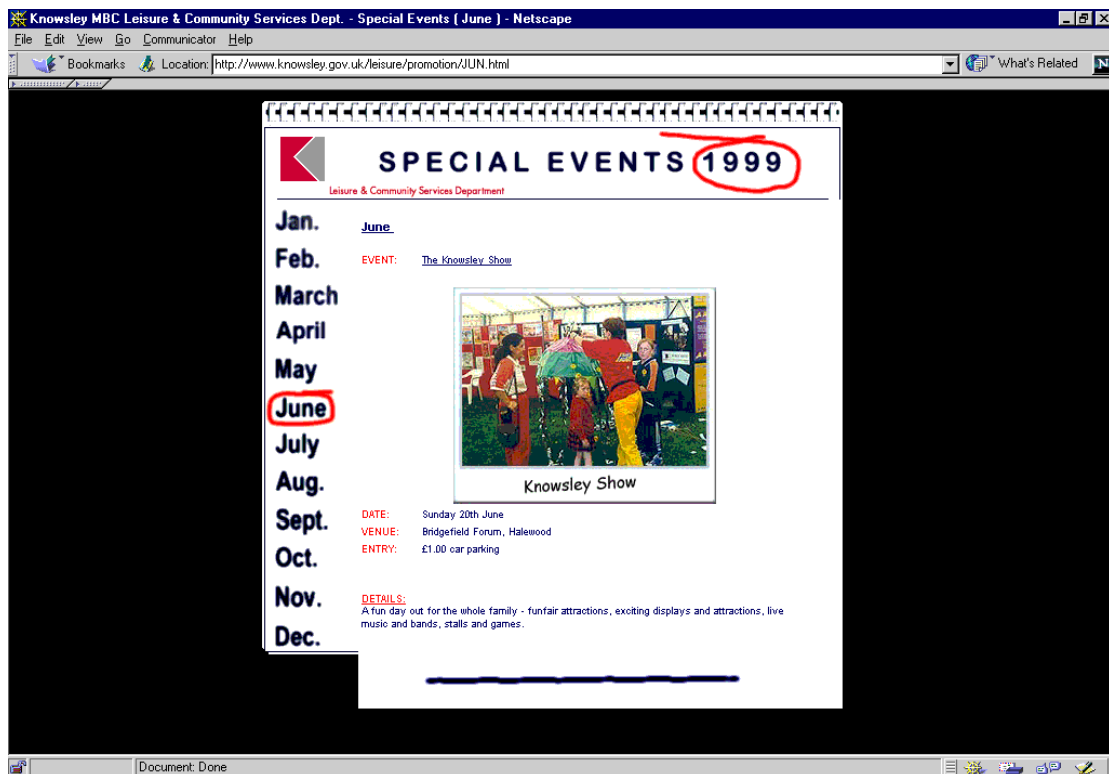 Knowsley MBC Leisure & Community Services Dept. - Special Events ( June ) - Netscape
File Edit View Go Communicator Help
Bookmarks Location: http://www.knowsley.gov.uk/leisure/promotion/JUN.html What's Related N
SPECIAL EVENTS 1999
Leisure & Community Services Department
Jan.
Feb.
March
April
May
June
July
Aug.
Sept.
Oct.
Nov.
Dec.
June
EVENT: The Knowsley Show
Knowsley Show
DATE: Sunday 20th June
VENUE: Bridgefield Forum, Halewood
ENTRY: £1.00 car parking
DETAILS:
A fun day out for the whole family - funfair attractions, exciting displays and attractions, live
music and bands, stalls and games.
Document: Done